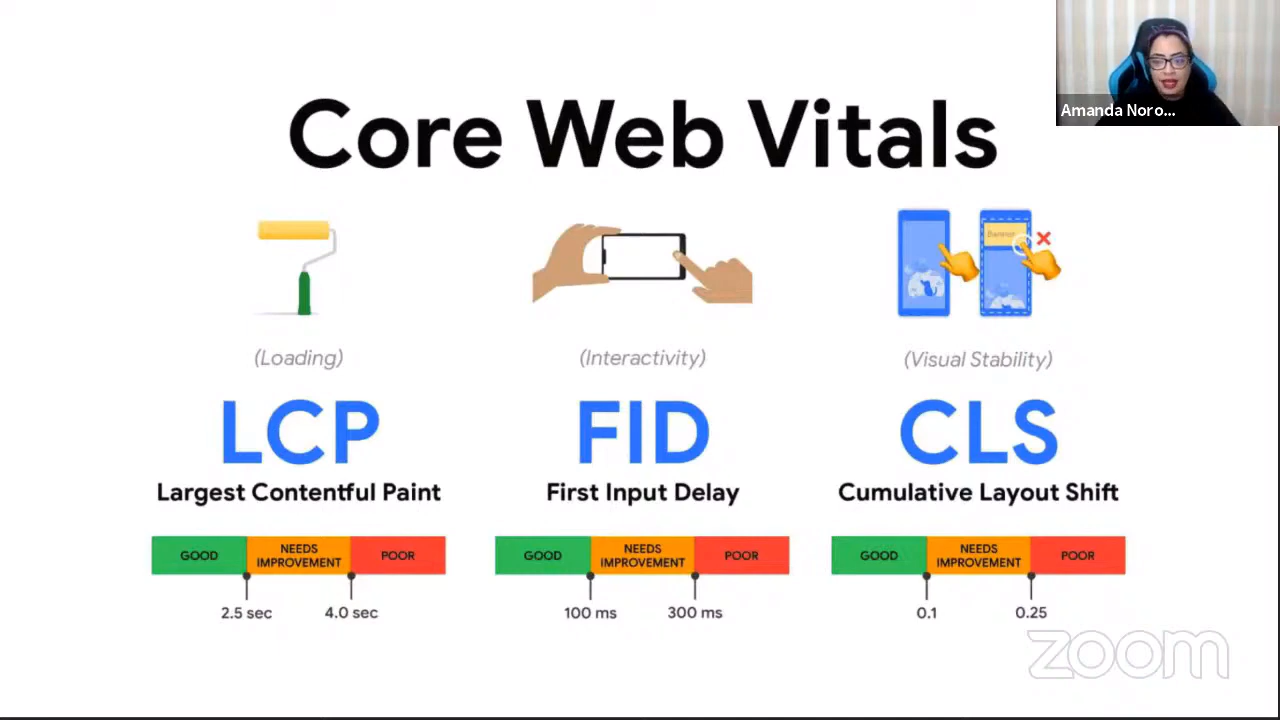 Amanda Noro...
Core Web Vitals
Banner
(Loading)
(Interactivity)
(Visual Stability)
LCP
FID
CLS
Largest Contentful Paint
First Input Delay
Cumulative Layout Shift
GOOD
NEEDS
IMPROVEMENT
POOR
GOOD
NEEDS
IMPROVEMENT
POOR
GOOD
NEEDS
IMPROVEMENT
POOR
2.5 sec
4.0 sec
100 ms
300 ms
0.1
0.25
zoom